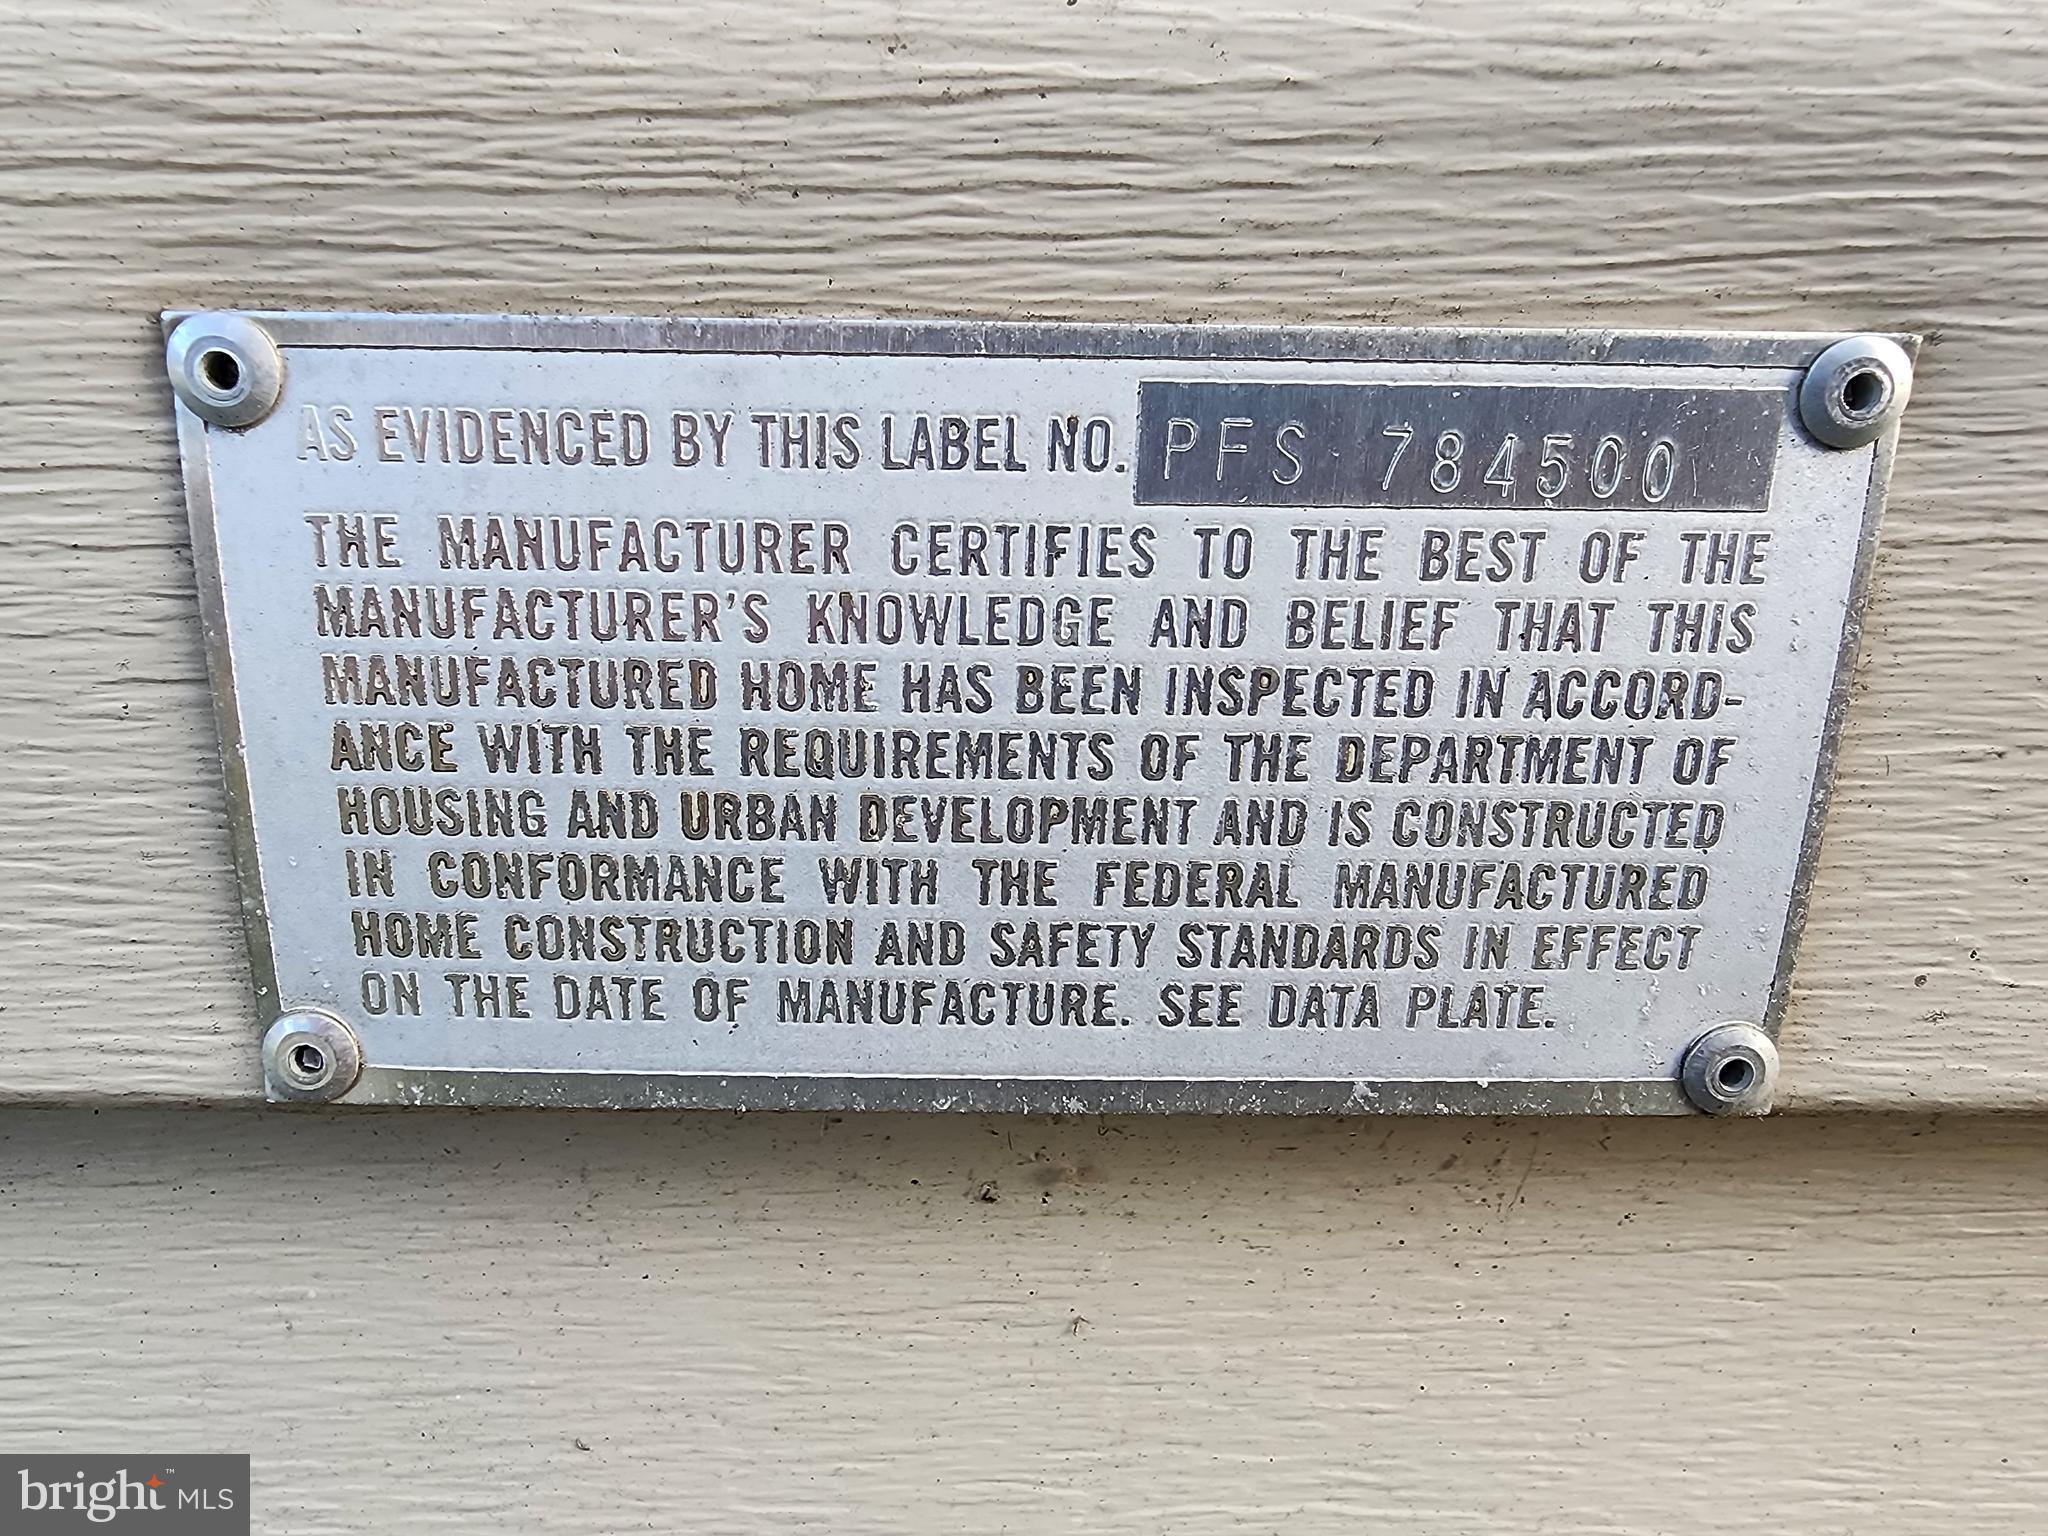 AS EVIDENCED BY THIS LABEL NO. PFS 784500
THE MANUFACTURER CERTIFIES TO THE BEST OF THE
MANUFACTURER'S KNOWLEDGE AND BELIEF THAT THIS
MANUFACTURED HOME HAS BEEN INSPECTED IN ACCORD-
ANCE WITH THE REQUIREMENTS OF THE DEPARTMENT OF
HOUSING AND URBAN DEVELOPMENT AND IS CONSTRUCTED
IN CONFORMANCE WITH THE FEDERAL MANUFACTURED
HOME CONSTRUCTION AND SAFETY STANDARDS IN EFFECT
ON THE DATE OF MANUFACTURE. SEE DATA PLATE.
bright™ MLS